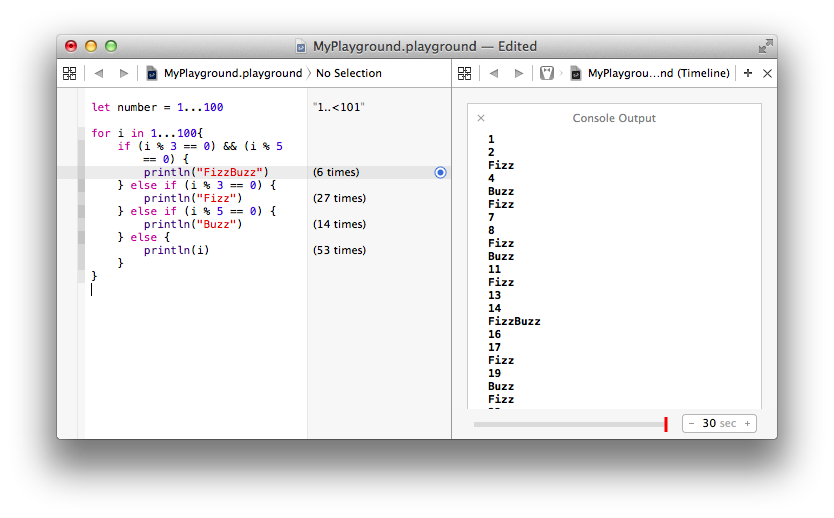 MyPlayground.playground — Edited
MyPlayground.playground 〉 No Selection
MyPlaygrou...nd (Timeline)
let number = 1...100 "1..<101"
for i in 1...100{
if (i % 3 == 0) && (i % 5
== 0) {
println("FizzBuzz") (6 times)
} else if (i % 3 == 0) {
println("Fizz") (27 times)
} else if (i % 5 == 0) {
println("Buzz") (14 times)
} else {
println(i) (53 times)
}
}
Console Output
1
2
Fizz
4
Buzz
Fizz
7
8
Fizz
Buzz
11
Fizz
13
14
FizzBuzz
16
17
Fizz
19
Buzz
Fizz
− 30 sec +